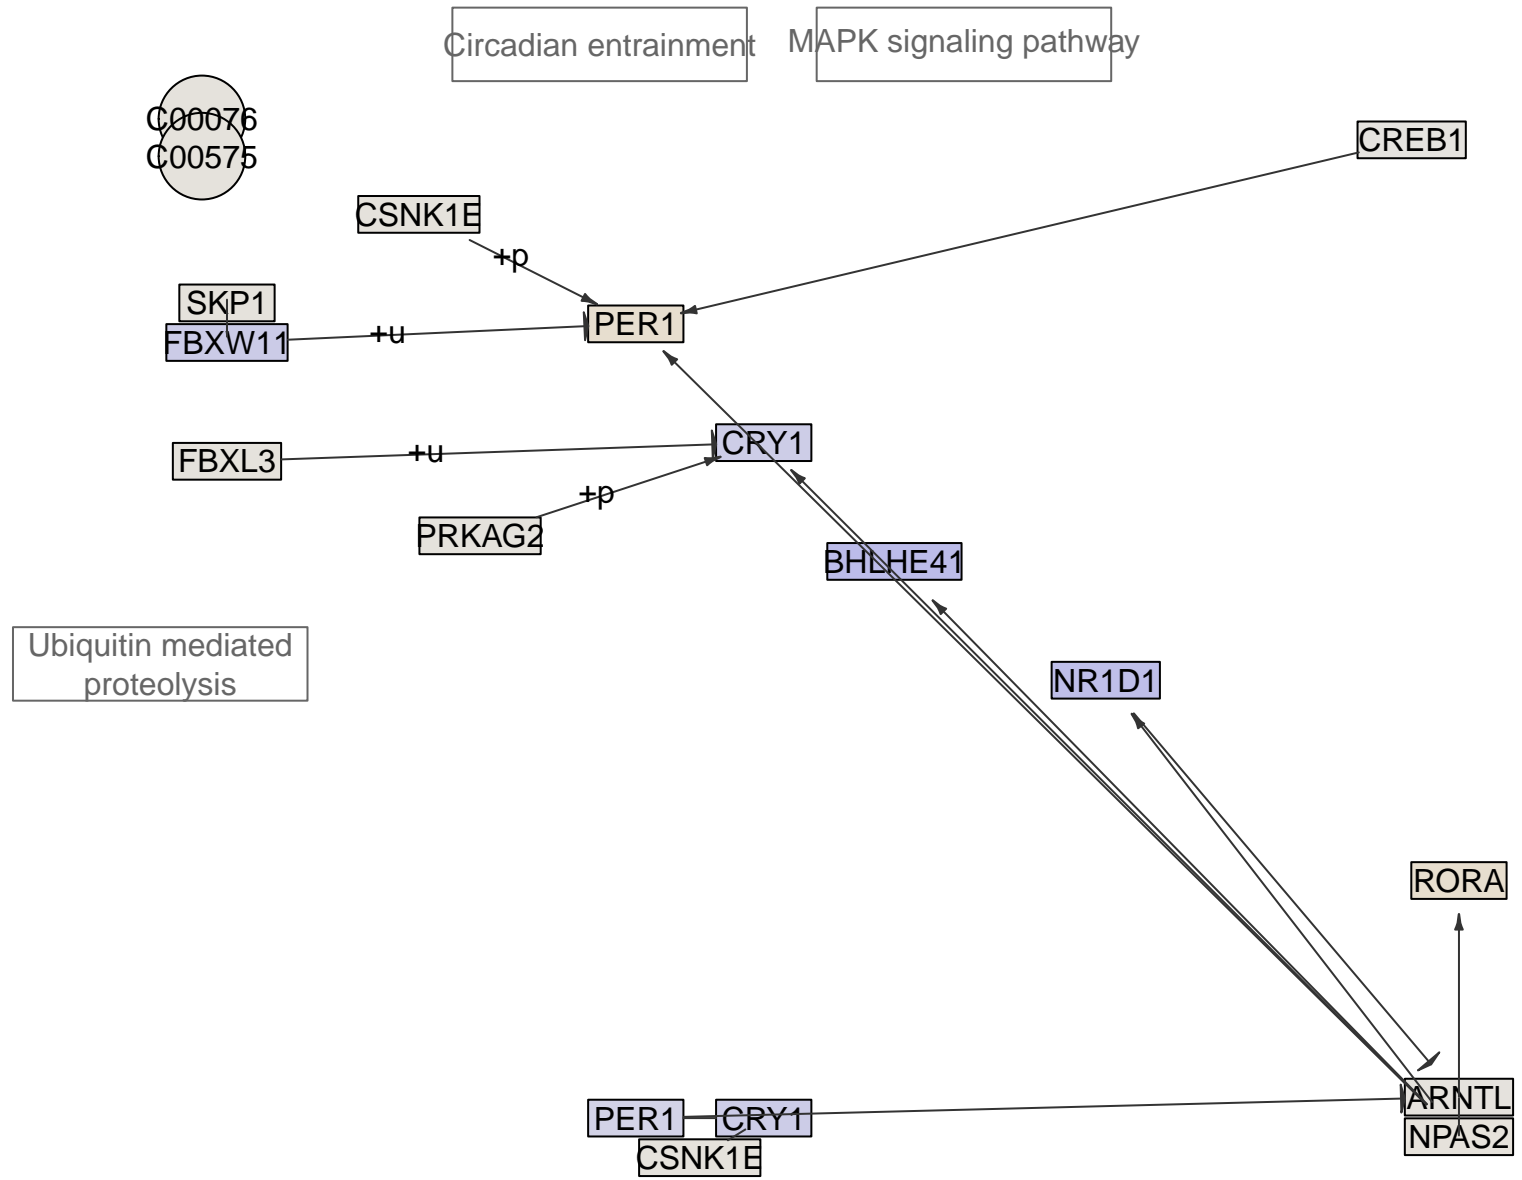 Circadian entrainment
MAPK signaling pathway
C00076
C00575
CREB1
CSNK1E
+p
SKP1
FBXW11
+u
PER1
FBXL3
+u
CRY1
+p
PRKAG2
BHLHE41
Ubiquitin mediated
proteolysis
NR1D1
RORA
ARNTL
NPAS2
PER1
CRY1
CSNK1E